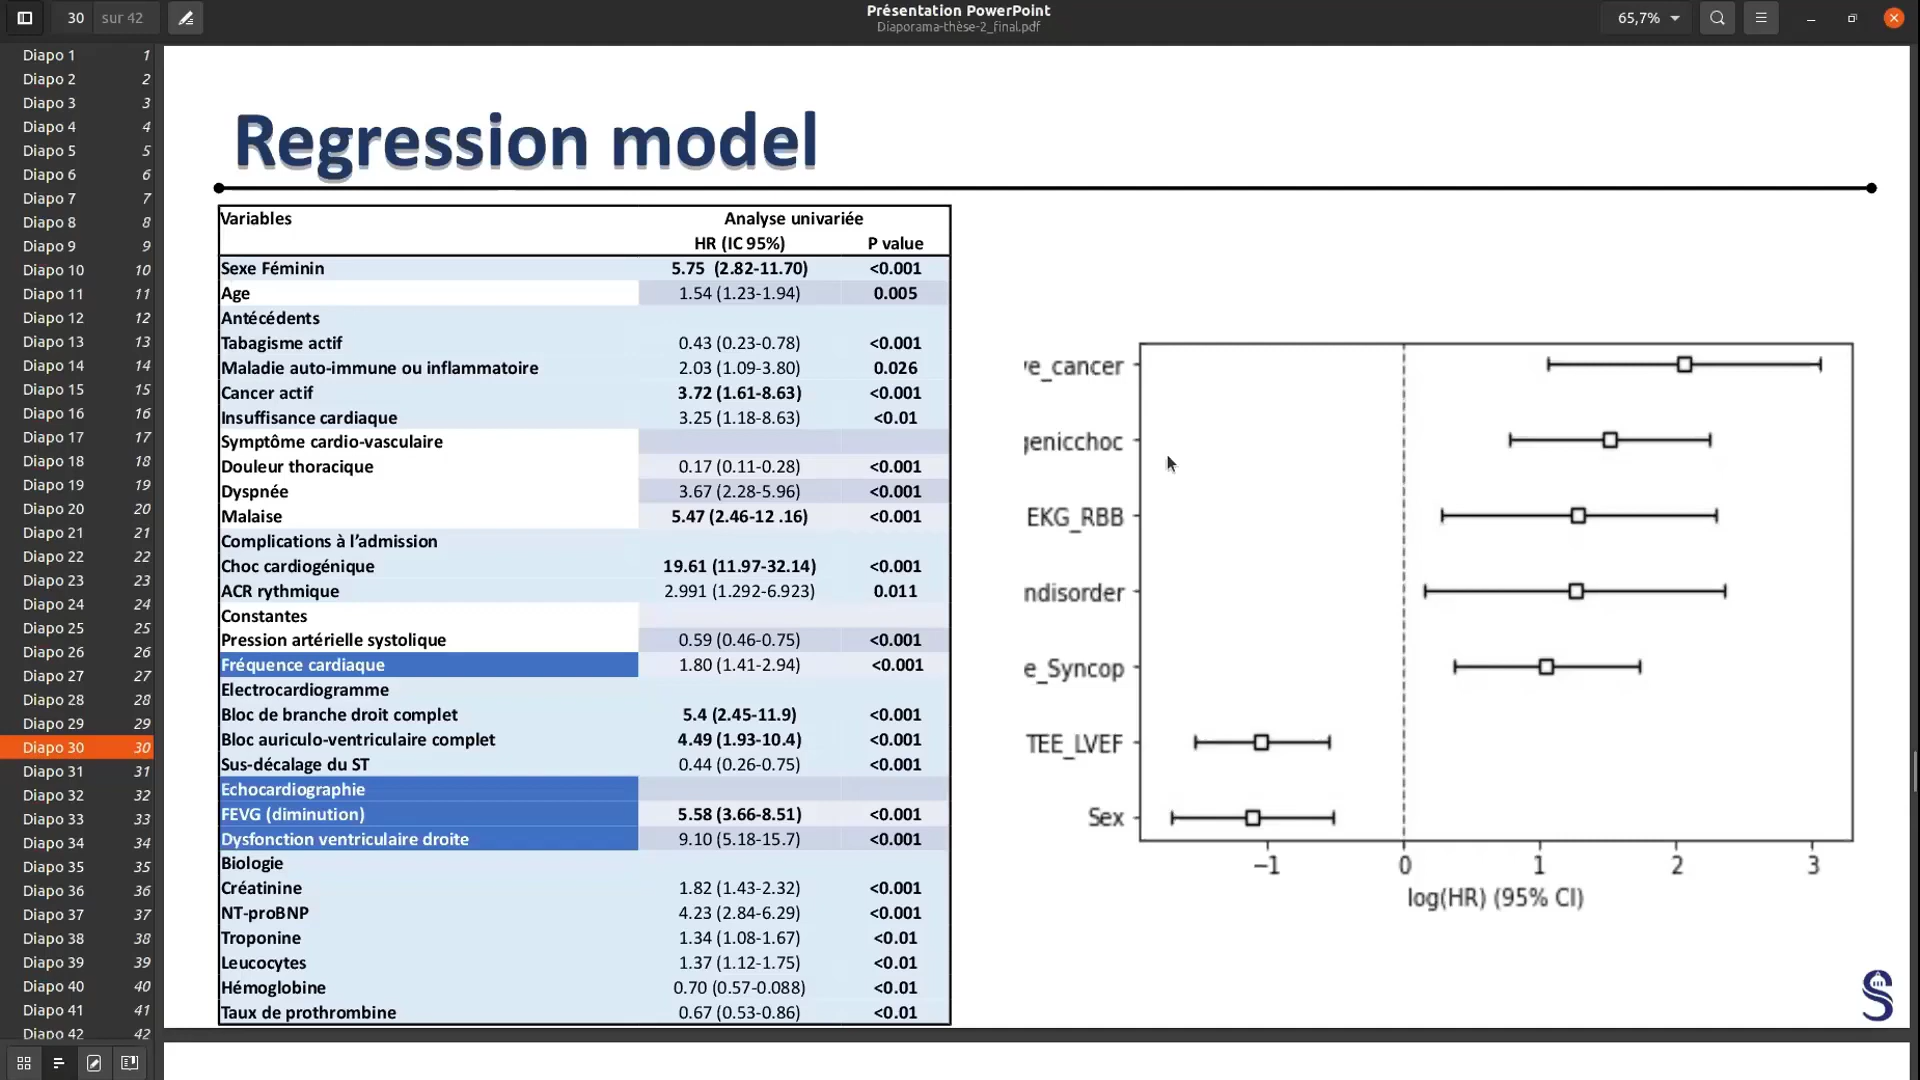 30 sur 42
Présentation PowerPoint
Diaporama-thèse-2_final.pdf
65,7%
Diapo 1 1
Diapo 2 2
Diapo 3 3
Diapo 4 4
Diapo 5 5
Diapo 6 6
Diapo 7 7
Diapo 8 8
Diapo 9 9
Diapo 10 10
Diapo 11 11
Diapo 12 12
Diapo 13 13
Diapo 14 14
Diapo 15 15
Diapo 16 16
Diapo 17 17
Diapo 18 18
Diapo 19 19
Diapo 20 20
Diapo 21 21
Diapo 22 22
Diapo 23 23
Diapo 24 24
Diapo 25 25
Diapo 26 26
Diapo 27 27
Diapo 28 28
Diapo 29 29
Diapo 30 30
Diapo 31 31
Diapo 32 32
Diapo 33 33
Diapo 34 34
Diapo 35 35
Diapo 36 36
Diapo 37 37
Diapo 38 38
Diapo 39 39
Diapo 40 40
Diapo 41 41
Diapo 42 42
Regression model
Variables Analyse univariée
HR (IC 95%) P value
Sexe Féminin 5.75 (2.82-11.70) <0.001
Age 1.54 (1.23-1.94) 0.005
Antécédents
Tabagisme actif 0.43 (0.23-0.78) <0.001
Maladie auto-immune ou inflammatoire 2.03 (1.09-3.80) 0.026
Cancer actif 3.72 (1.61-8.63) <0.001
Insuffisance cardiaque 3.25 (1.18-8.63) <0.01
Symptôme cardio-vasculaire
Douleur thoracique 0.17 (0.11-0.28) <0.001
Dyspnée 3.67 (2.28-5.96) <0.001
Malaise 5.47 (2.46-12 .16) <0.001
Complications à l’admission
Choc cardiogénique 19.61 (11.97-32.14) <0.001
ACR rythmique 2.991 (1.292-6.923) 0.011
Constantes
Pression artérielle systolique 0.59 (0.46-0.75) <0.001
Fréquence cardiaque 1.80 (1.41-2.94) <0.001
Electrocardiogramme
Bloc de branche droit complet 5.4 (2.45-11.9) <0.001
Bloc auriculo-ventriculaire complet 4.49 (1.93-10.4) <0.001
Sus-décalage du ST 0.44 (0.26-0.75) <0.001
Echocardiographie
FEVG (diminution) 5.58 (3.66-8.51) <0.001
Dysfonction ventriculaire droite 9.10 (5.18-15.7) <0.001
Biologie
Créatinine 1.82 (1.43-2.32) <0.001
NT-proBNP 4.23 (2.84-6.29) <0.001
Troponine 1.34 (1.08-1.67) <0.01
Leucocytes 1.37 (1.12-1.75) <0.01
Hémoglobine 0.70 (0.57-0.088) <0.01
Taux de prothrombine 0.67 (0.53-0.86) <0.01
ve_cancer
genicchoc
EKG_RBB
ndisorder
e_Syncop
TEE_LVEF
Sex
−1 0 1 2 3
log(HR) (95% CI)